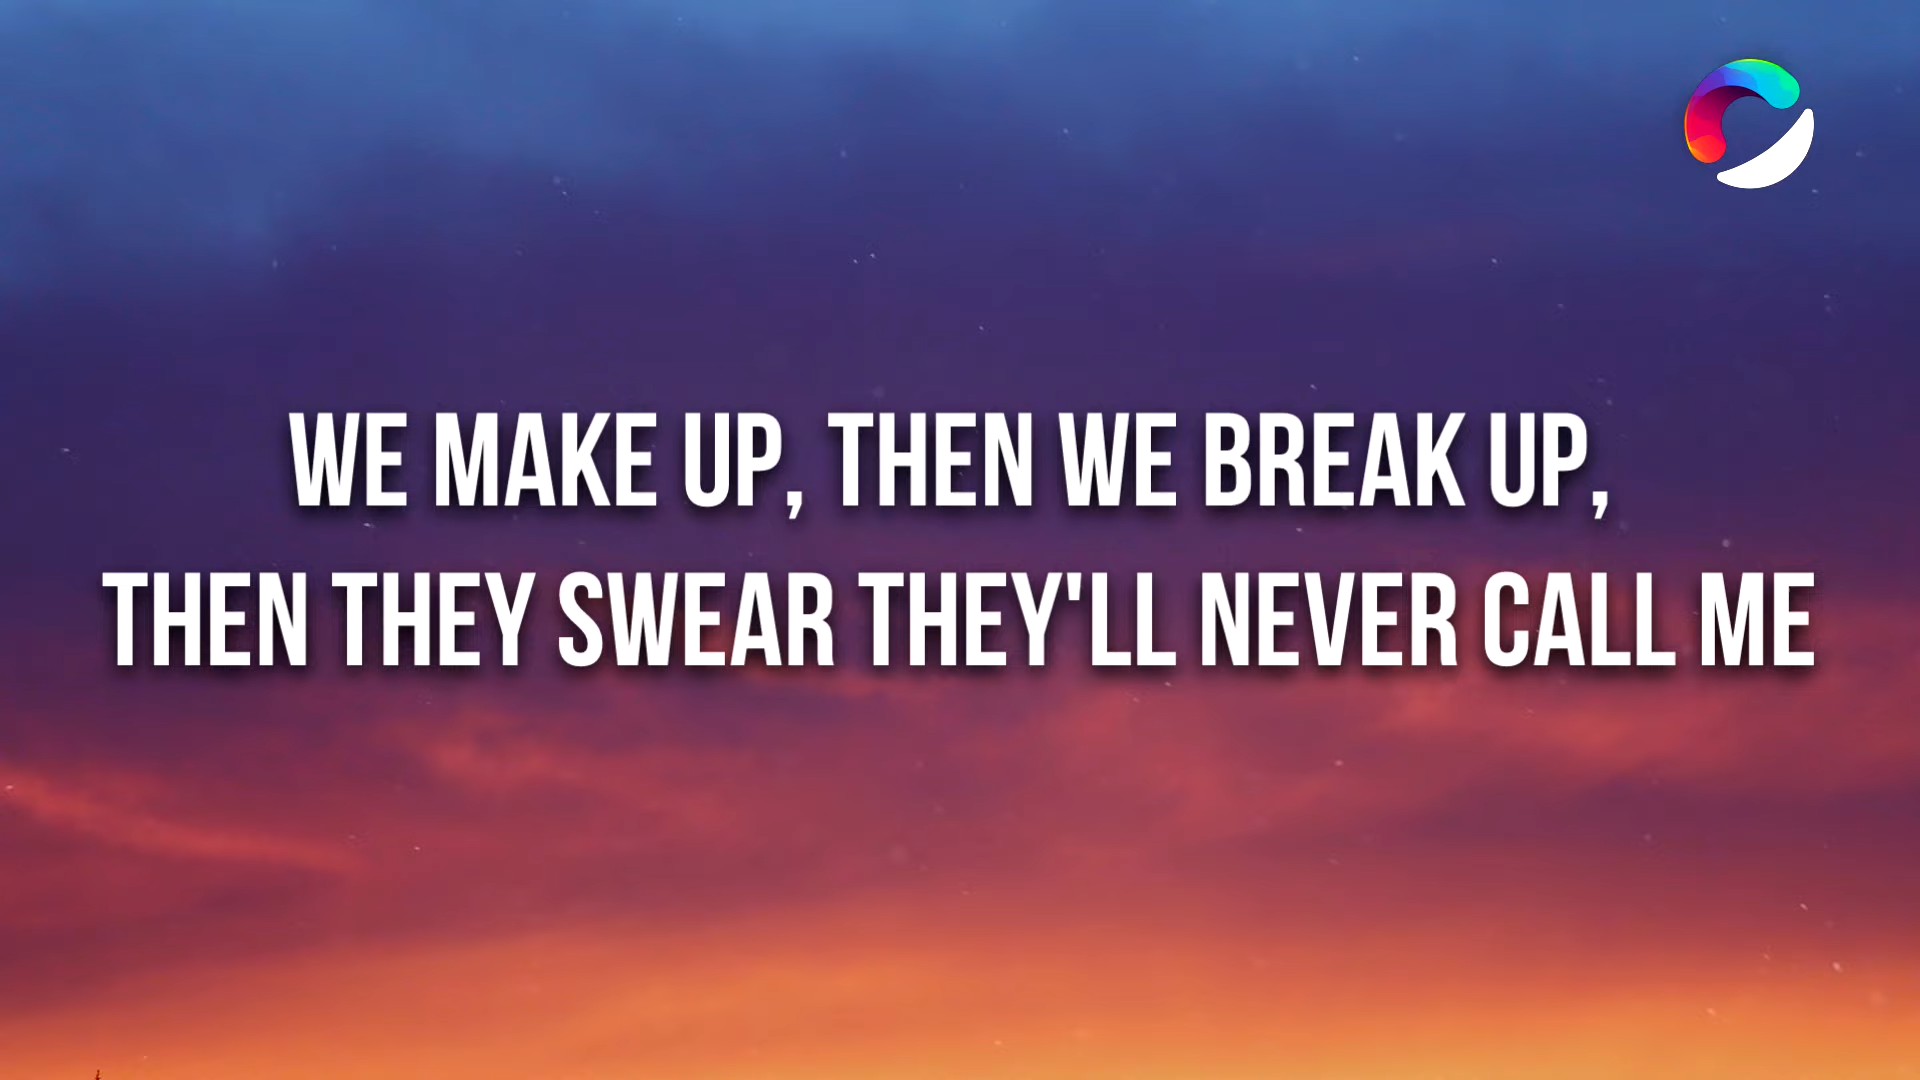 WE MAKE UP, THEN WE BREAK UP,
THEN THEY SWEAR THEY'LL NEVER CALL ME